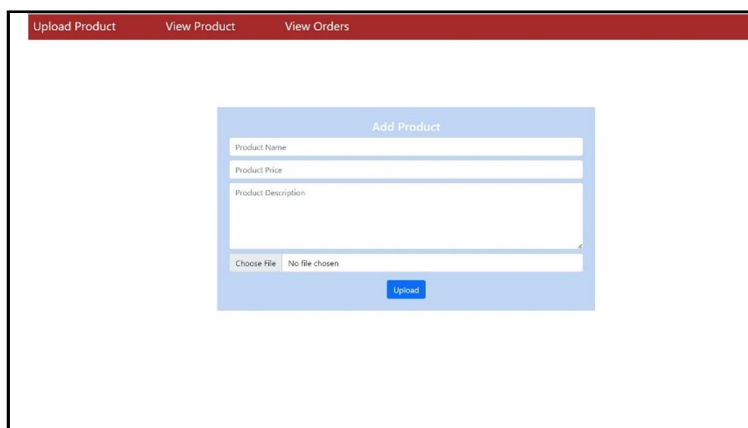 Upload Product View Product View Orders
Add Product
Product Name
Product Price
Product Description
Choose File No file chosen
Upload